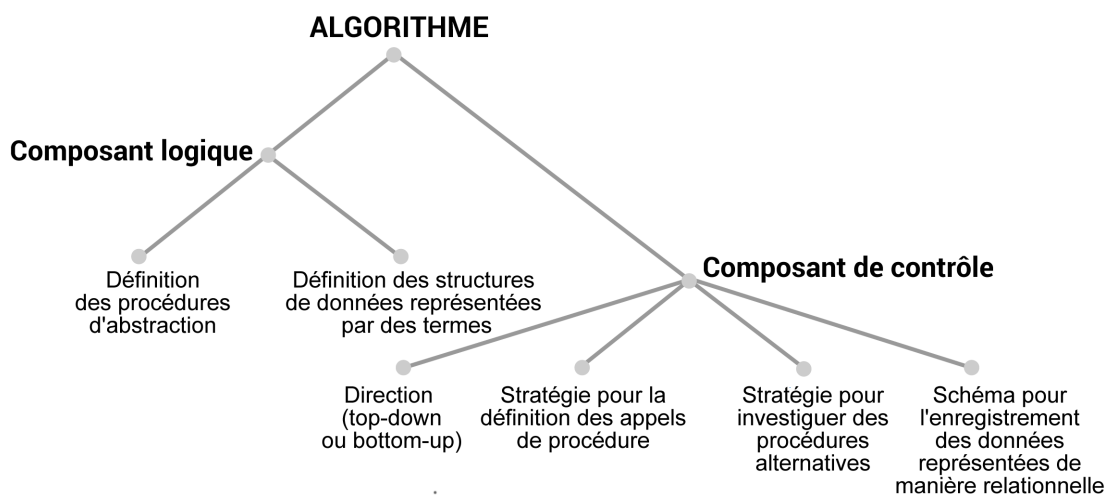 ALGORITHME
Composant logique
Définition
des procédures
d'abstraction
Définition des structures
de données représentées
par des termes
Composant de contrôle
Direction
(top-down
ou bottom-up)
Stratégie pour la
définition des appels
de procédure
Stratégie pour
investiguer des
procédures
alternatives
Schéma pour
l'enregistrement
des données
représentées de
manière relationnelle